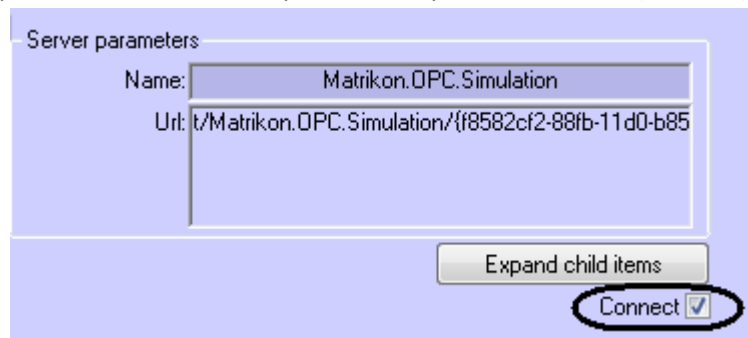 Server parameters
Name: Matrikon.OPC.Simulation
Url: t/Matrikon.OPC.Simulation/{f8582cf2-88fb-11d0-b85
Expand child items
Connect